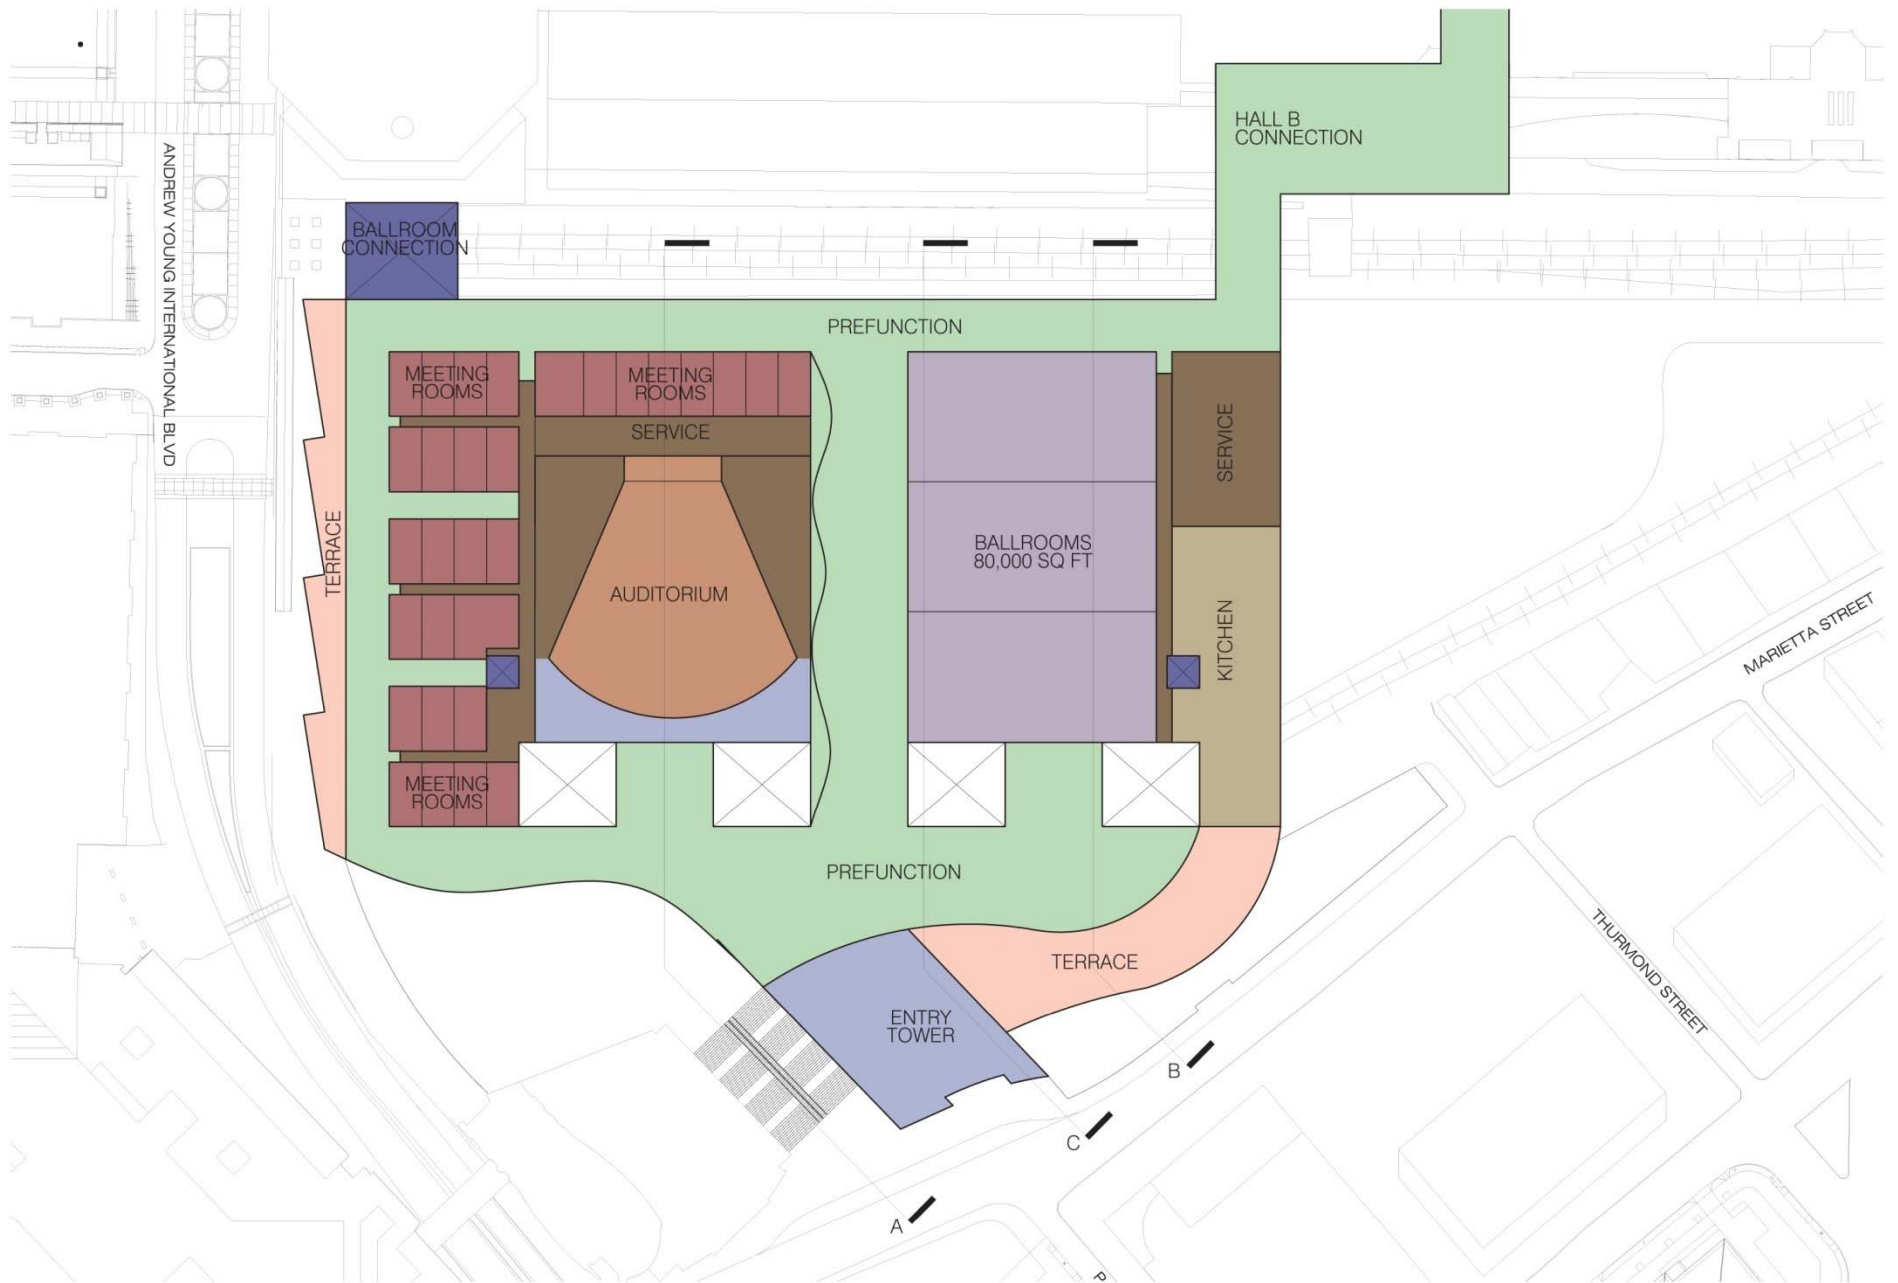 HALL B
CONNECTION
ANDREW YOUNG INTERNATIONAL BLVD
BALLROOM
CONNECTION
PREFUNCTION
MEETING
ROOMS
MEETING
ROOMS
SERVICE
SERVICE
TERRACE
BALLROOMS
80,000 SQ FT
AUDITORIUM
KITCHEN
MARIETTA STREET
MEETING
ROOMS
PREFUNCTION
TERRACE
THURMOND STREET
ENTRY
TOWER
B
C
A